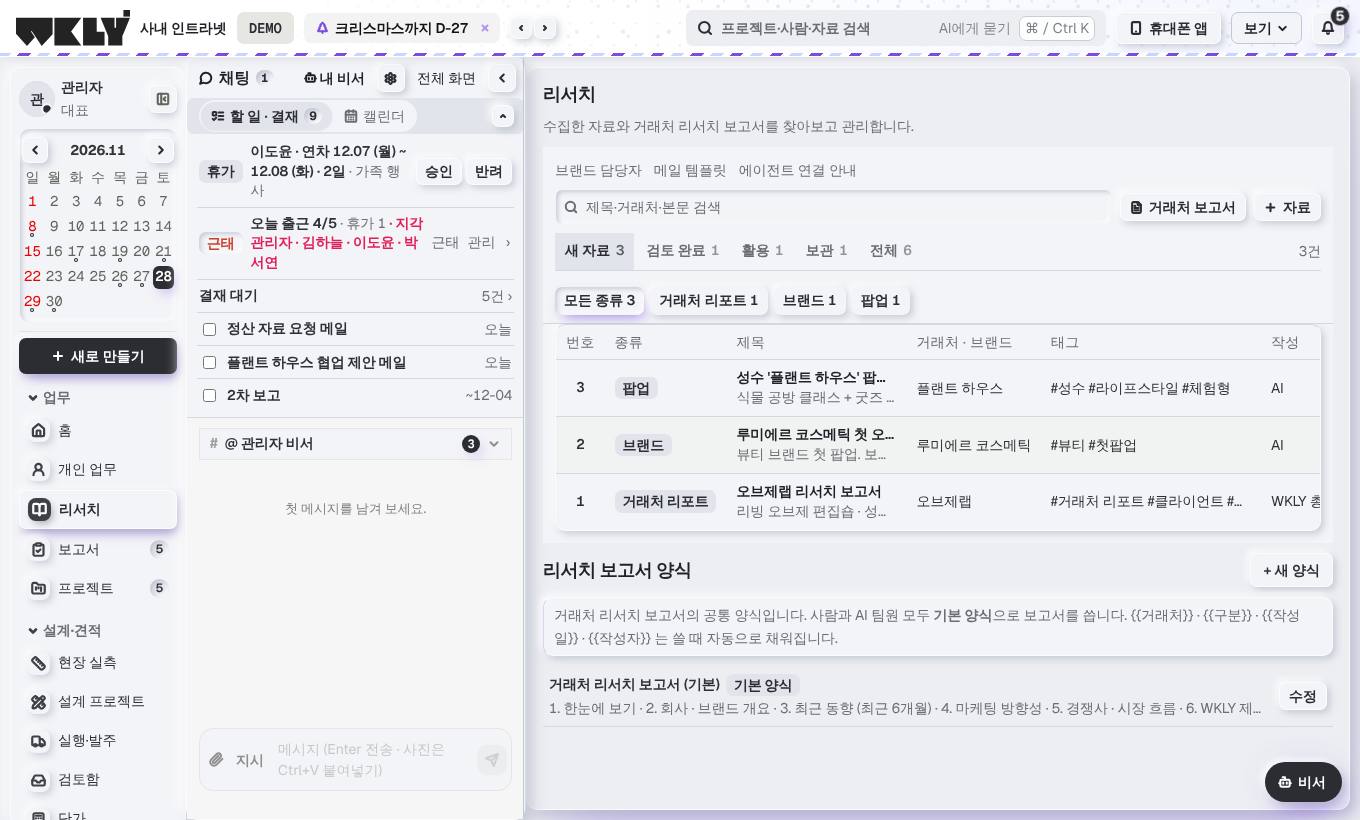 WKLY 사내 인트라넷 DEMO 크리스마스까지 D-27 × ‹ › 프로젝트·사람·자료 검색 AI에게 묻기 ⌘ / Ctrl K 휴대폰 앱 보기 5
관 관리자
대표
2026.11
일 월 화 수 목 금 토
1 2 3 4 5 6 7
8 9 10 11 12 13 14
15 16 17 18 19 20 21
22 23 24 25 26 27 28
29 30
+ 새로 만들기
업무
홈
개인 업무
리서치
보고서 5
프로젝트 5
설계·견적
현장 실측
설계 프로젝트
실행·발주
검토함
단가
채팅 1 내 비서 전체 화면
할 일 · 결재 9 캘린더
휴가 이도윤 · 연차 12.07 (월) ~
12.08 (화) · 2일 · 가족 행
사
승인 반려
근태 오늘 출근 4/5 · 휴가 1 · 지각
관리자 · 김하늘 · 이도윤 · 박
서연
근태 관리 ›
결재 대기 5건 ›
정산 자료 요청 메일 오늘
플랜트 하우스 협업 제안 메일 오늘
2차 보고 ~12-04
# @ 관리자 비서 3
첫 메시지를 남겨 보세요.
지시 메시지 (Enter 전송 · 사진은
Ctrl+V 붙여넣기)
리서치
수집한 자료와 거래처 리서치 보고서를 찾아보고 관리합니다.
브랜드 담당자 메일 템플릿 에이전트 연결 안내
제목·거래처·본문 검색 거래처 보고서 + 자료
새 자료 3 검토 완료 1 활용 1 보관 1 전체 6 3건
모든 종류 3 거래처 리포트 1 브랜드 1 팝업 1
번호 종류 제목 거래처 · 브랜드 태그 작성
3 팝업 성수 '플랜트 하우스' 팝... 플랜트 하우스 #성수 #라이프스타일 #체험형 AI
식물 공방 클래스 + 굿즈 ...
2 브랜드 루미에르 코스메틱 첫 오... 루미에르 코스메틱 #뷰티 #첫팝업 AI
뷰티 브랜드 첫 팝업. 보...
1 거래처 리포트 오브제랩 리서치 보고서 오브제랩 #거래처 리포트 #클라이언트 #... WKLY 총
리빙 오브제 편집숍 · 성...
리서치 보고서 양식 + 새 양식
거래처 리서치 보고서의 공통 양식입니다. 사람과 AI 팀원 모두 기본 양식으로 보고서를 씁니다. {{거래처}} · {{구분}} · {{작성
일}} · {{작성자}} 는 쓸 때 자동으로 채워집니다.
거래처 리서치 보고서 (기본) 기본 양식
1. 한눈에 보기 · 2. 회사 · 브랜드 개요 · 3. 최근 동향 (최근 6개월) · 4. 마케팅 방향성 · 5. 경쟁사 · 시장 흐름 · 6. WKLY 제...
수정
비서